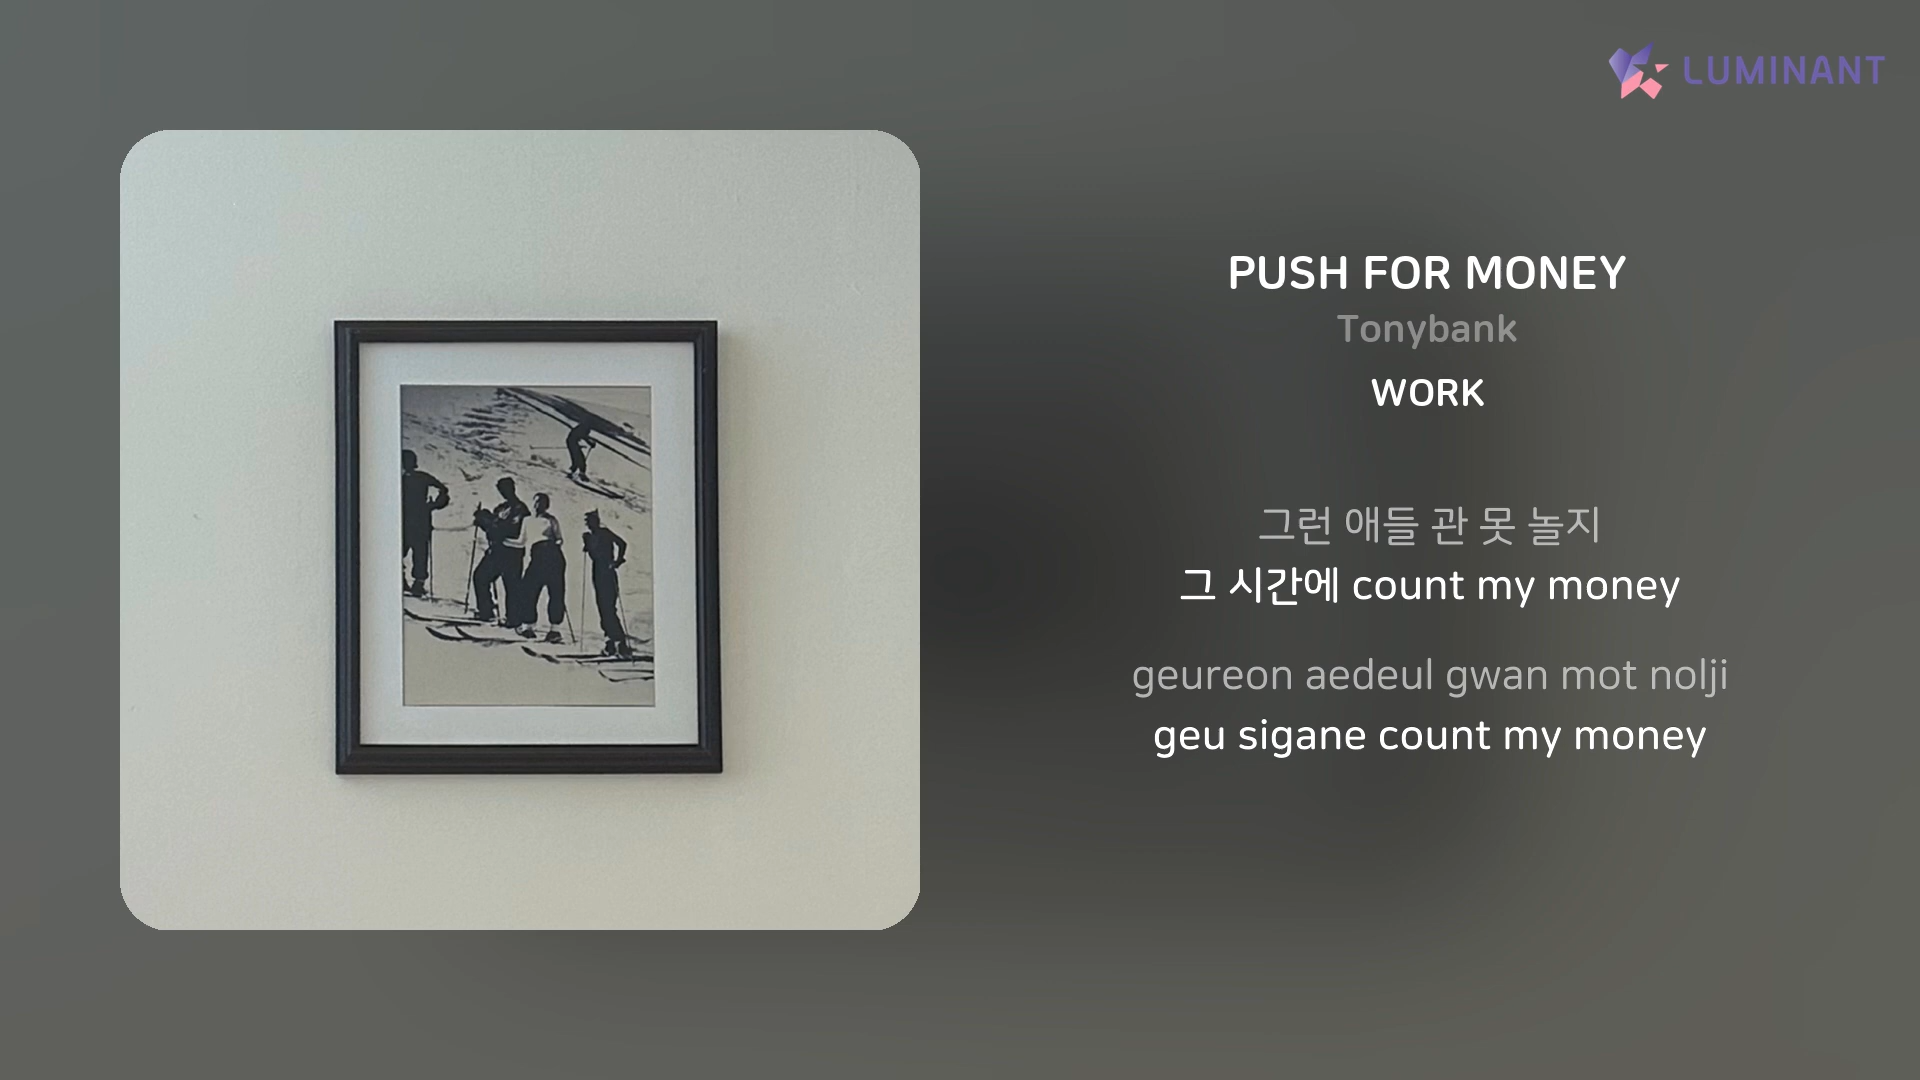 LUMINANT
PUSH FOR MONEY
Tonybank
WORK
그런 애들 관 못 놀지
그 시간에 count my money
geureon aedeul gwan mot nolji
geu sigane count my money